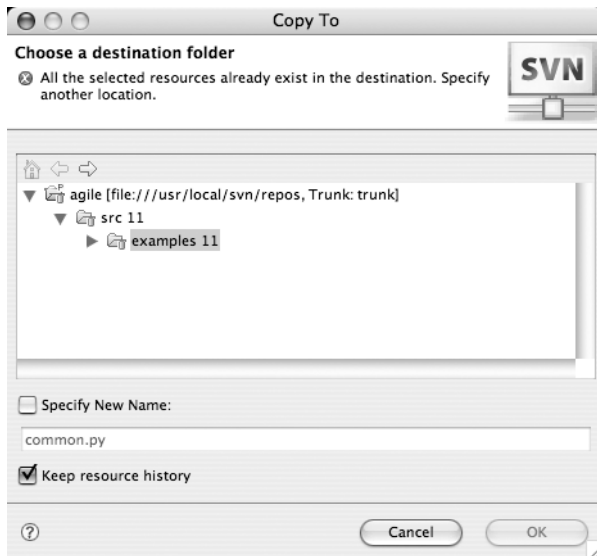 Copy To
Choose a destination folder
All the selected resources already exist in the destination. Specify
another location.
SVN
agile [file:///usr/local/svn/repos, Trunk: trunk]
src 11
examples 11
Specify New Name:
common.py
Keep resource history
?
Cancel
OK